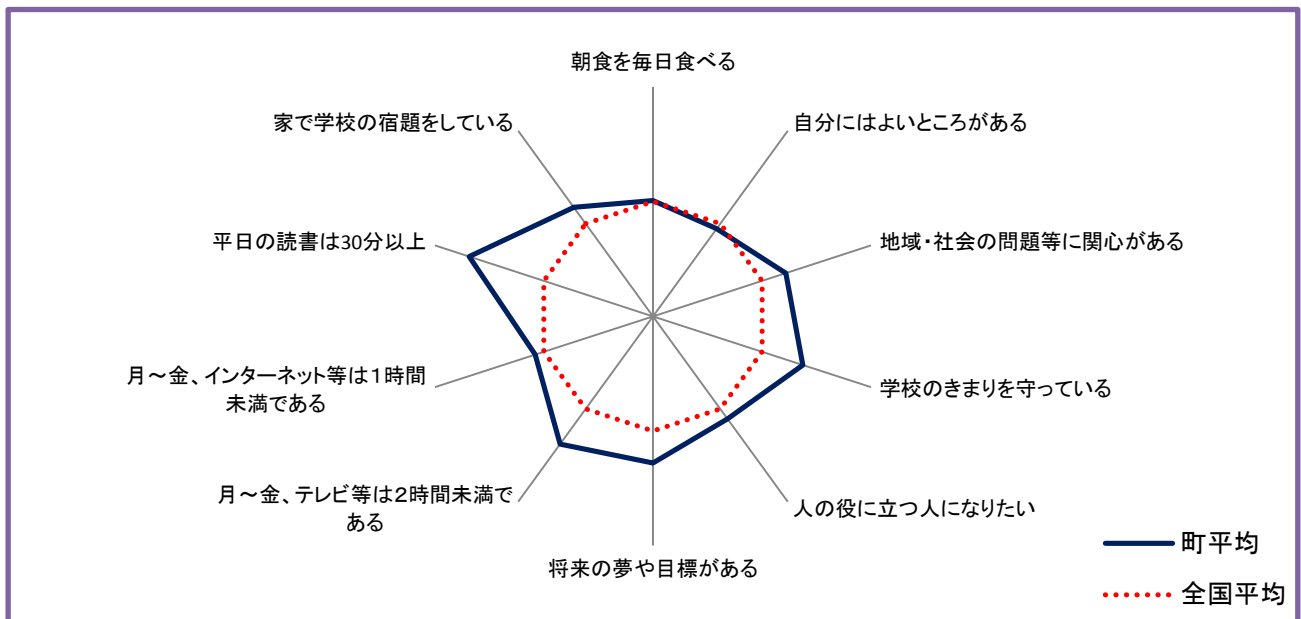 朝食を毎日食べる
自分にはよいところがある
地域・社会の問題等に関心がある
学校のきまりを守っている
人の役に立つ人になりたい
将来の夢や目標がある
月～金、テレビ等は２時間未満で
ある
月～金、インターネット等は１時間
未満である
平日の読書は30分以上
家で学校の宿題をしている
町平均
全国平均